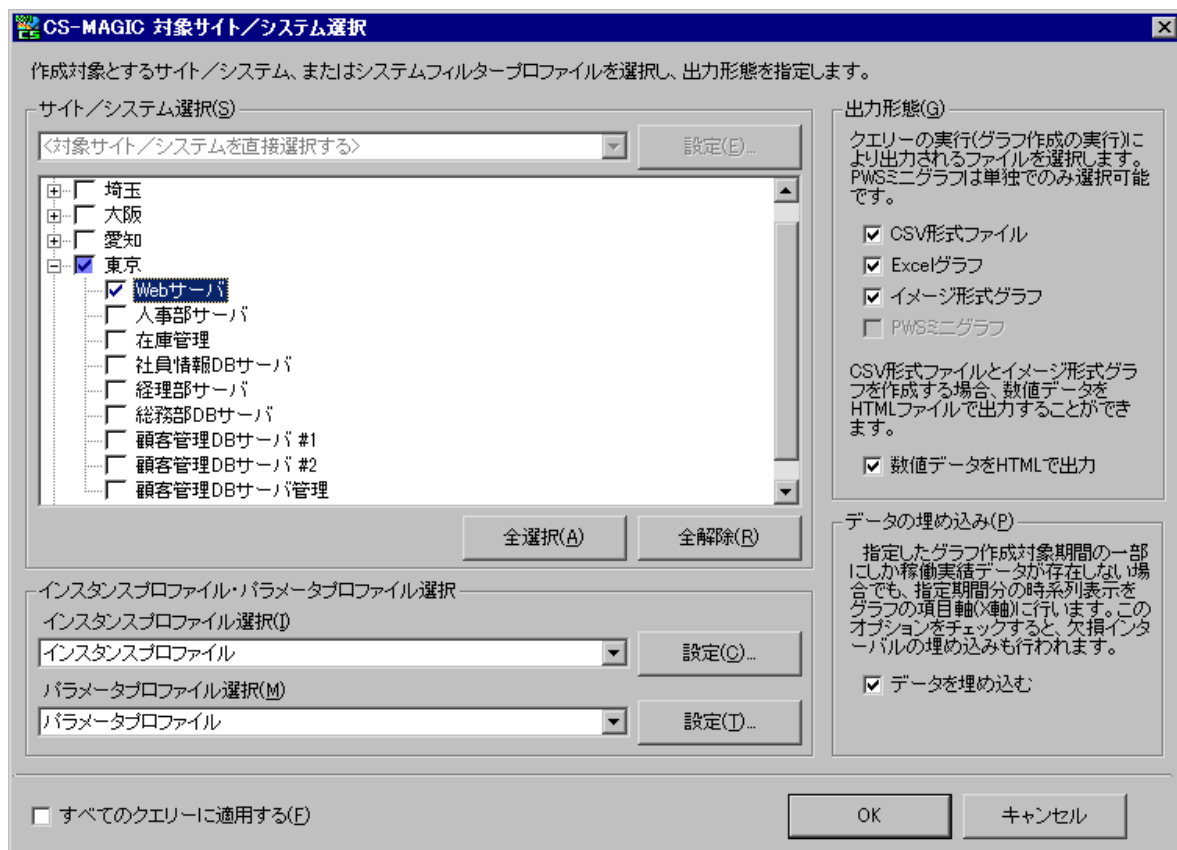 CS-MAGIC 対象サイト／システム選択
作成対象とするサイト／システム、またはシステムフィルタープロファイルを選択し、出力形態を指定します。
サイト／システム選択(S)
<対象サイト／システムを直接選択する>
設定(E)...
埼玉
大阪
愛知
東京
Webサーバ
人事部サーバ
在庫管理
社員情報DBサーバ
経理部サーバ
総務部DBサーバ
顧客管理DBサーバ #1
顧客管理DBサーバ #2
顧客管理DBサーバ管理
全選択(A)
全解除(R)
インスタンスプロファイル・パラメータプロファイル選択
インスタンスプロファイル選択(I)
インスタンスプロファイル
設定(C)...
パラメータプロファイル選択(M)
パラメータプロファイル
設定(T)...
出力形態(G)
クエリーの実行(グラフ作成の実行)に
より出力されるファイルを選択します。
PWSミニグラフは単独でのみ選択可能
です。
CSV形式ファイル
Excelグラフ
イメージ形式グラフ
PWSミニグラフ
CSV形式ファイルとイメージ形式グラ
フを作成する場合、数値データを
HTMLファイルで出力することができ
ます。
数値データをHTMLで出力
データの埋め込み(P)
指定したグラフ作成対象期間の一部
にしか稼働実績データが存在しない場
合でも、指定期間分の時系列表示を
グラフの項目軸(X軸)に行います。この
オプションをチェックすると、欠損インタ
ーバルの埋め込みも行われます。
データを埋め込む
すべてのクエリーに適用する(F)
OK
キャンセル